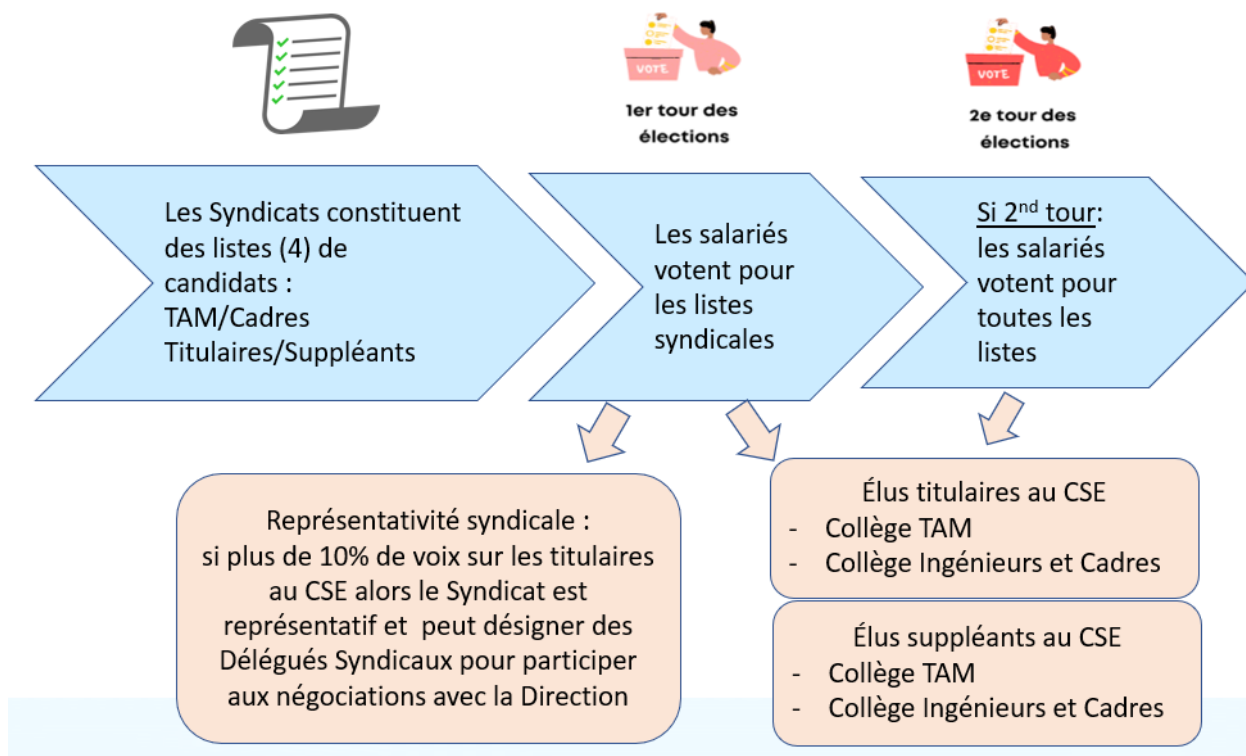 VOTE
1er tour des
élections
VOTE
2e tour des
élections
Les Syndicats constituent
des listes (4) de
candidats :
TAM/Cadres
Titulaires/Suppléants
Les salariés
votent pour
les listes
syndicales
Si 2nd tour:
les salariés
votent pour
toutes les
listes
Représentativité syndicale :
si plus de 10% de voix sur les titulaires
au CSE alors le Syndicat est
représentatif et peut désigner des
Délégués Syndicaux pour participer
aux négociations avec la Direction
Élus titulaires au CSE
- Collège TAM
- Collège Ingénieurs et Cadres
Élus suppléants au CSE
- Collège TAM
- Collège Ingénieurs et Cadres